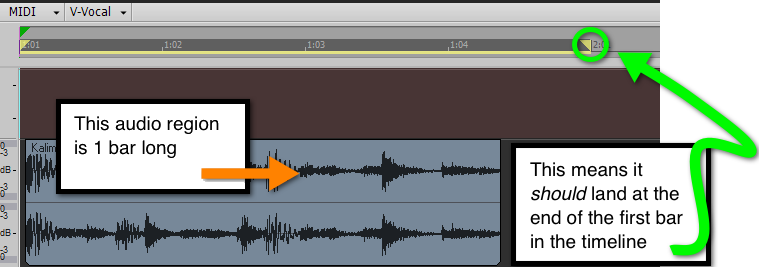 MIDI V-Vocal
:01 1:02 1:03 1:04 2:0
This audio region
is 1 bar long
Kalim
This means it
should land at the
end of the first bar
in the timeline
0
-3
dB
-3
0
-3
dB
-3